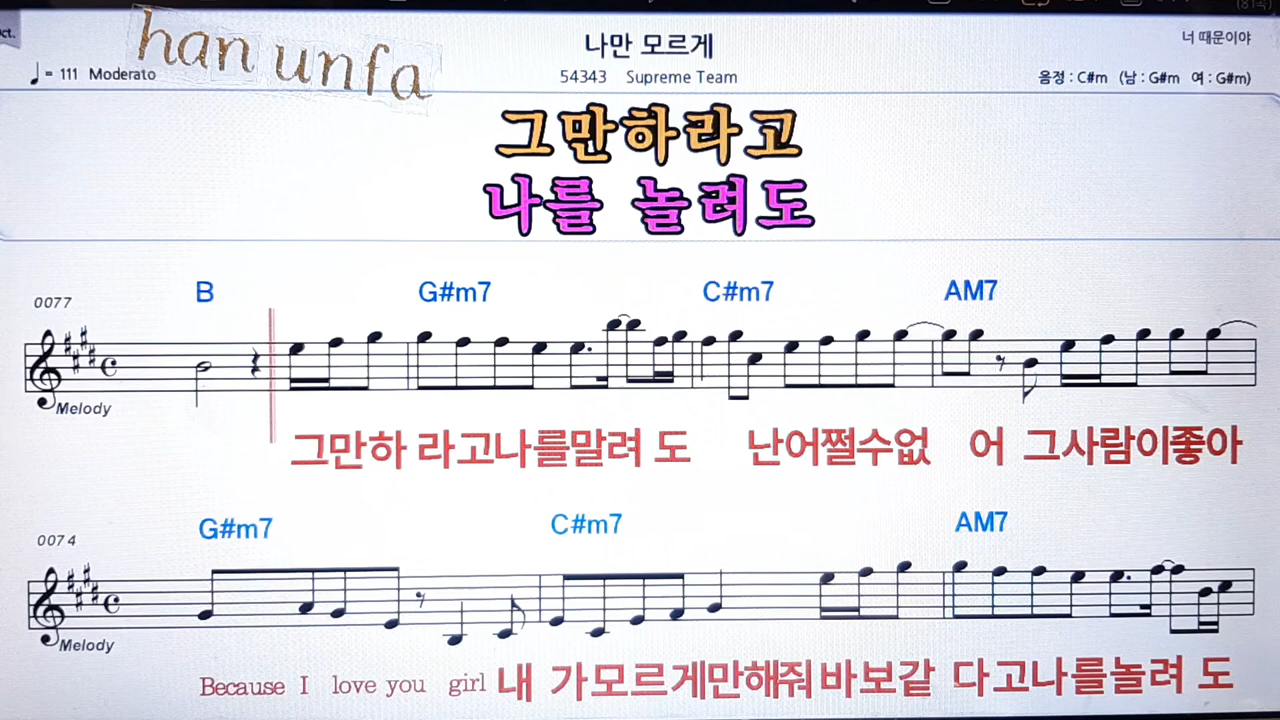 ct.
han unfa
나만 모르게
너 때문이야
♩= 111 Moderato
54343 Supreme Team
음정 : C#m (남 : G#m 여 : G#m)
그만하라고
나를 놀려도
0077
B G#m7 C#m7 AM7
Melody
그만하 라고나를말려 도 난어쩔수없 어 그사람이좋아
0074
G#m7 C#m7 AM7
Melody
Because I love you girl 내 가모르게만해줘 바보같 다고나를놀려 도